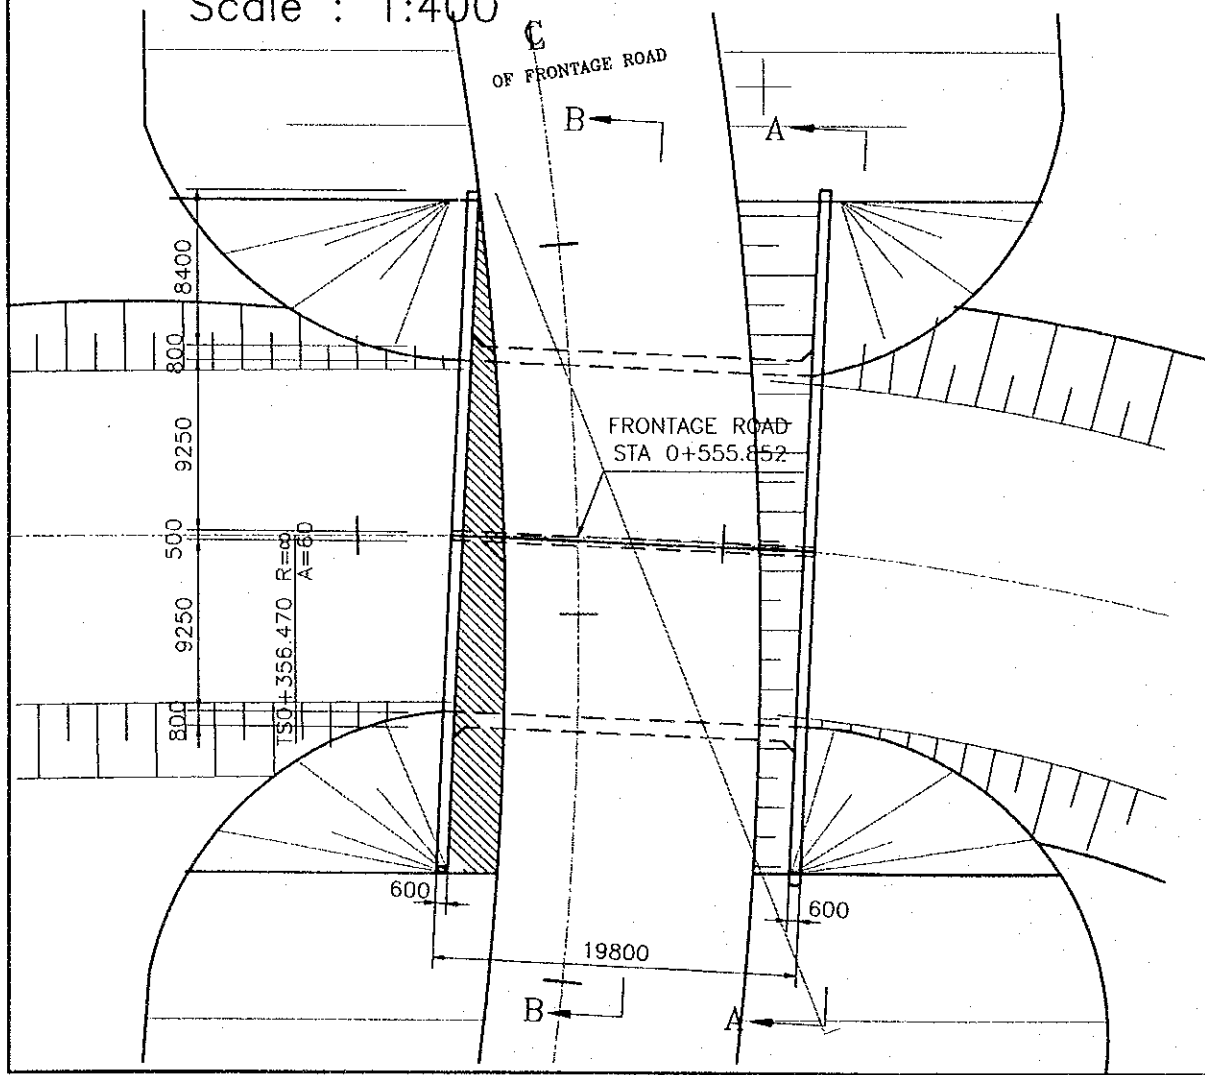 Scale : 1:400
℄
OF FRONTAGE ROAD
B
A
8400
800
9250
FRONTAGE ROAD
STA 0+555.852
500
9250
800
TS0+356.470 R=∞
A=60
600
600
19800
B
A